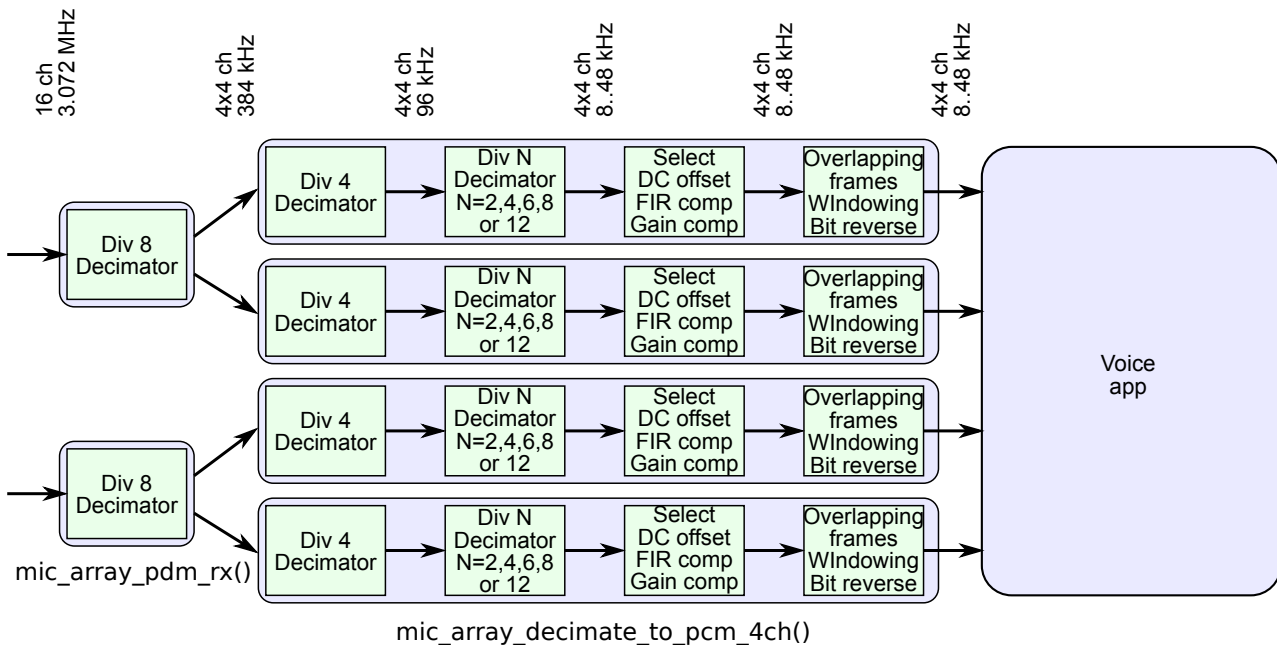 16 ch
3.072 MHz
4x4 ch
384 kHz
4x4 ch
96 kHz
4x4 ch
8..48 kHz
4x4 ch
8..48 kHz
4x4 ch
8..48 kHz
Div 8
Decimator
Div 4
Decimator
Div N
Decimator
N=2,4,6,8
or 12
Select
DC offset
FIR comp
Gain comp
Overlapping
frames
WIndowing
Bit reverse
Div 4
Decimator
Div N
Decimator
N=2,4,6,8
or 12
Select
DC offset
FIR comp
Gain comp
Overlapping
frames
WIndowing
Bit reverse
Voice
app
Div 8
Decimator
Div 4
Decimator
Div N
Decimator
N=2,4,6,8
or 12
Select
DC offset
FIR comp
Gain comp
Overlapping
frames
WIndowing
Bit reverse
Div 4
Decimator
Div N
Decimator
N=2,4,6,8
or 12
Select
DC offset
FIR comp
Gain comp
Overlapping
frames
WIndowing
Bit reverse
mic_array_pdm_rx()
mic_array_decimate_to_pcm_4ch()